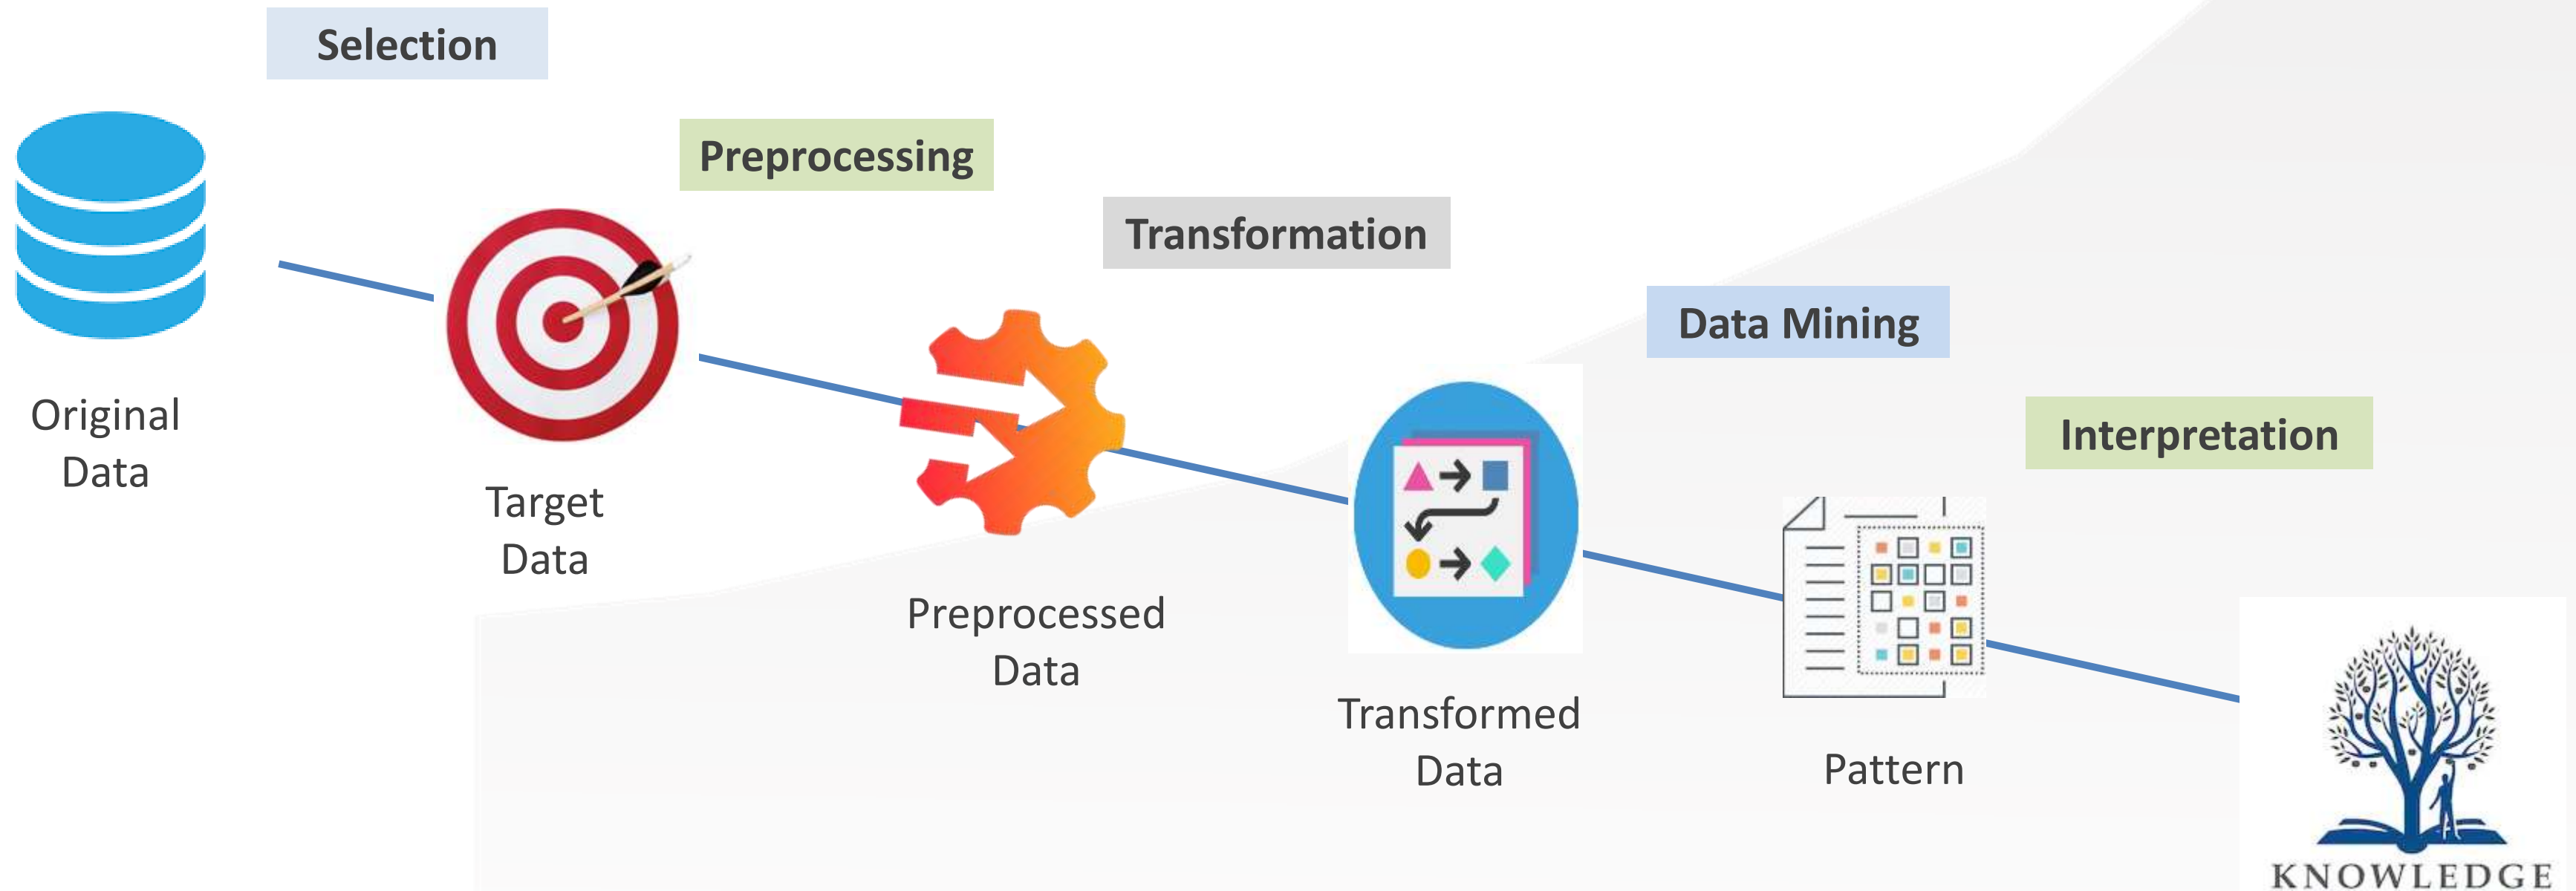 Selection
Preprocessing
Transformation
Data Mining
Interpretation
Original
Data
Target
Data
Preprocessed
Data
Transformed
Data
Pattern
KNOWLEDGE